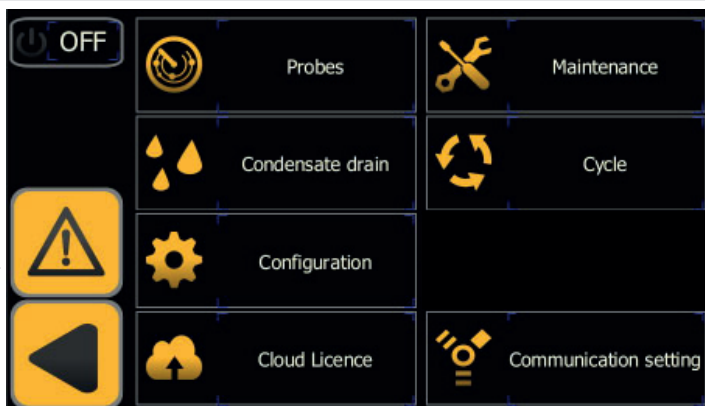 OFF
Probes
Maintenance
Condensate drain
Cycle
Configuration
Cloud Licence
Communication setting